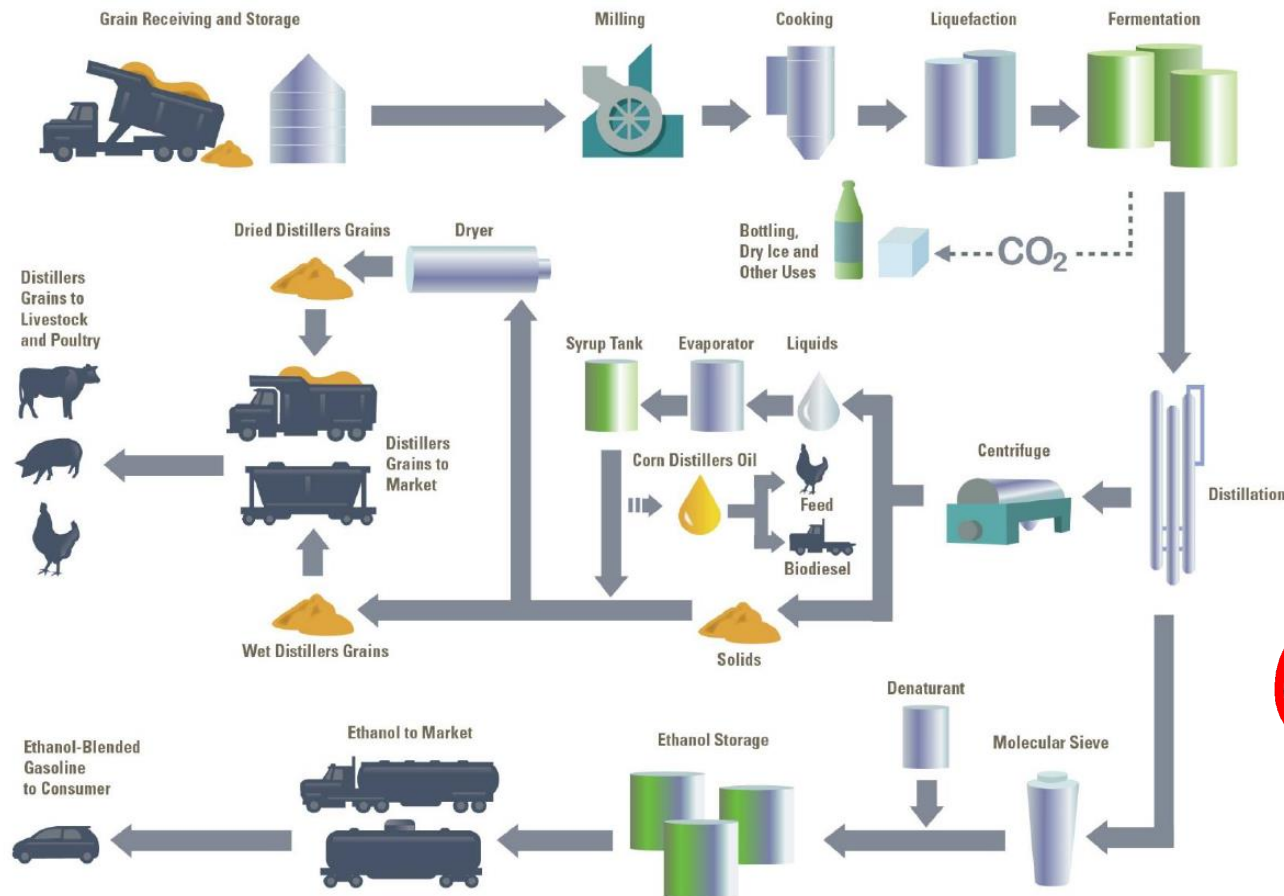 Grain Receiving and Storage
Milling
Cooking
Liquefaction
Fermentation
Bottling,
Dry Ice and
Other Uses
CO2
Dried Distillers Grains
Dryer
Distillers
Grains to
Livestock
and Poultry
Syrup Tank
Evaporator
Liquids
Distillers
Grains to
Market
Corn Distillers Oil
Feed
Biodiesel
Centrifuge
Distillation
Wet Distillers Grains
Solids
Denaturant
Ethanol-Blended
Gasoline
to Consumer
Ethanol to Market
Ethanol Storage
Molecular Sieve